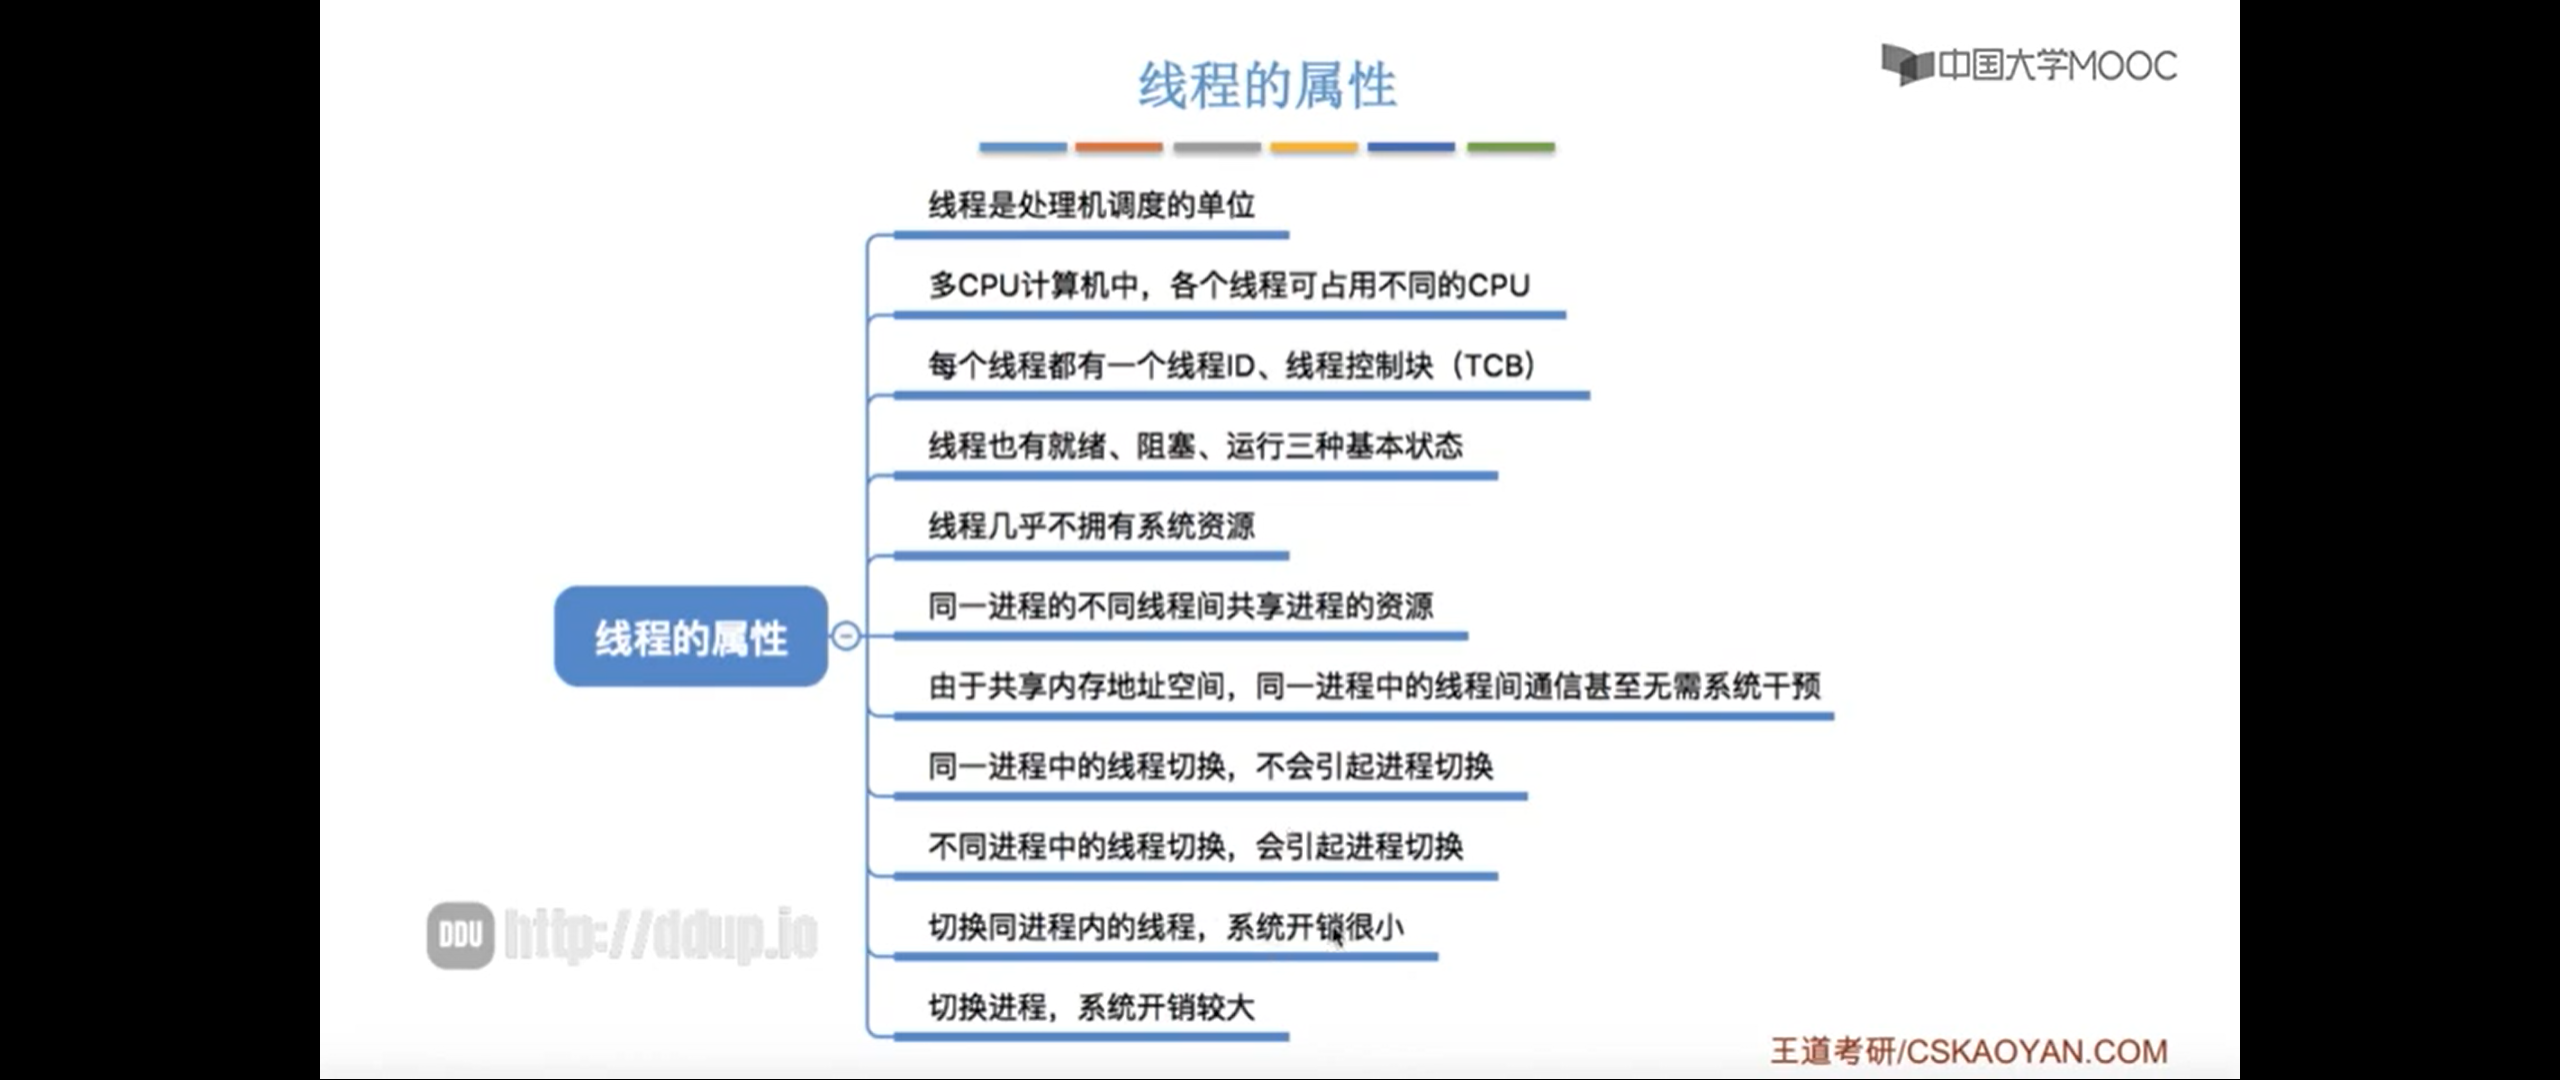 线程的属性
中国大学MOOC
线程是处理机调度的单位
多CPU计算机中，各个线程可占用不同的CPU
每个线程都有一个线程ID、线程控制块（TCB）
线程也有就绪、阻塞、运行三种基本状态
线程几乎不拥有系统资源
同一进程的不同线程间共享进程的资源
线程的属性
由于共享内存地址空间，同一进程中的线程间通信甚至无需系统干预
同一进程中的线程切换，不会引起进程切换
不同进程中的线程切换，会引起进程切换
切换同进程内的线程，系统开销很小
DDU http://ddup.io
切换进程，系统开销较大
王道考研/CSKAOYAN.COM